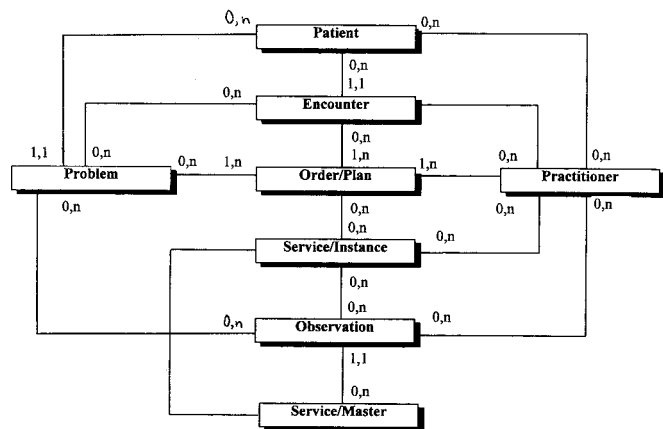 0,n 0,n
Patient
0,n
1,1
0,n
Encounter
0,n
1,1 0,n 0,n 1,n 1,n 1,n 0,n 0,n
Problem Order/Plan Practitioner
0,n 0,n 0,n 0,n
0,n
Service/Instance 0,n
0,n
0,n 0,n 0,n
Observation
1,1
0,n
Service/Master